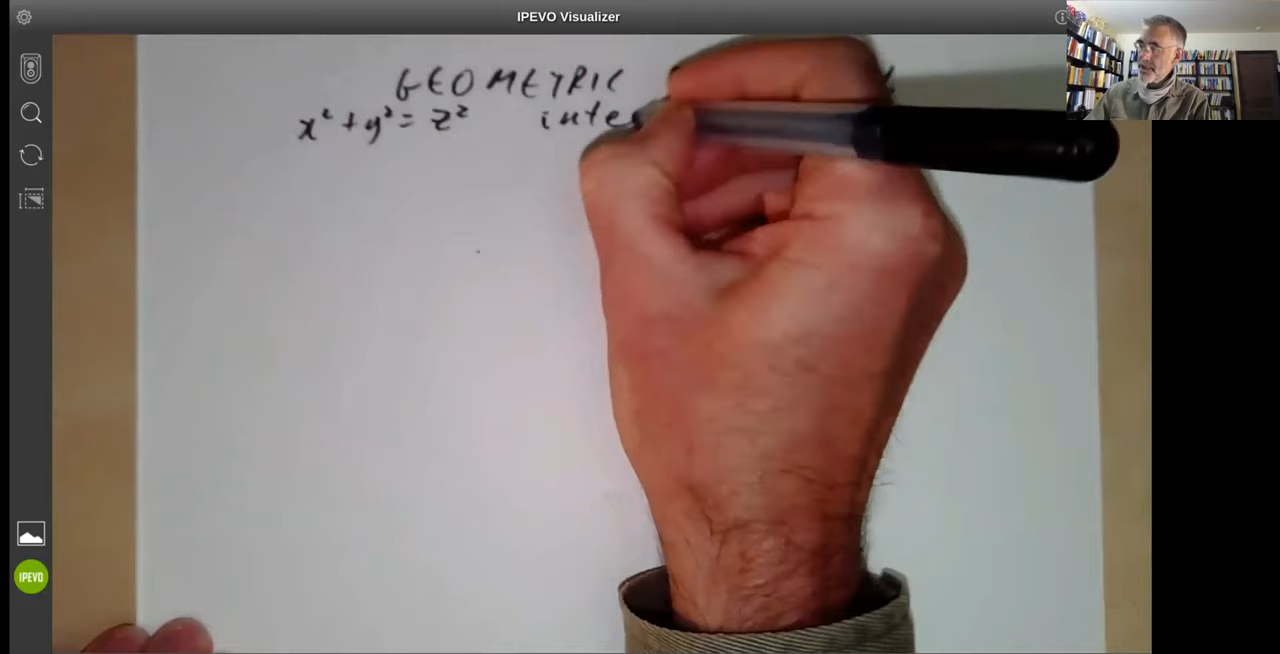 IPEVO Visualizer
GEOMETRIC
x² + y² = z² inte
IPEVO